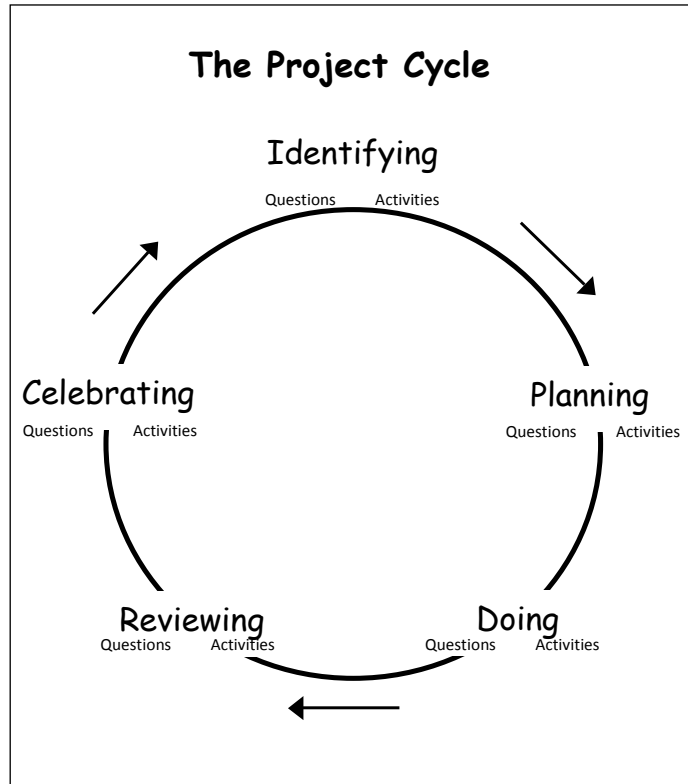 The Project Cycle
Identifying
Questions Activities
Celebrating
Questions Activities
Planning
Questions Activities
Reviewing
Questions Activities
Doing
Questions Activities